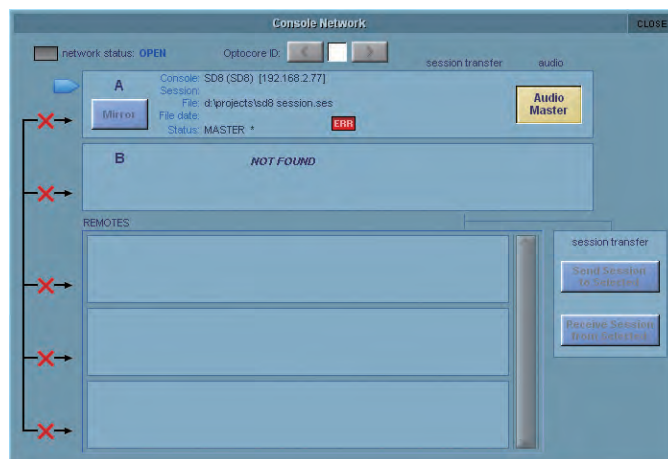 Console Network
CLOSE
network status: OPEN
Optocore ID:
session transfer
audio
A
Console: SD8 (SD8) [192.168.2.77]
Session:
File: d:\projects\sd8 session.ses
File date:
Status: MASTER *
ERR
Mirror
Audio
Master
B
NOT FOUND
REMOTES
session transfer
Send Session
to Selected
Receive Session
from Selected